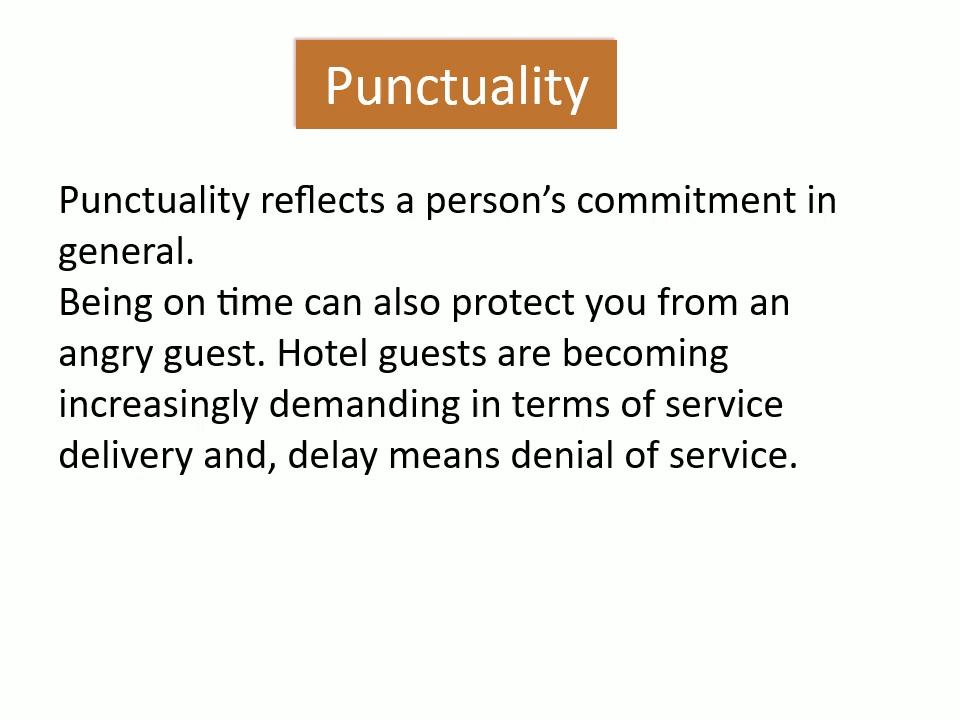 Punctuality
Punctuality reflects a person’s commitment in
general.
Being on time can also protect you from an
angry guest. Hotel guests are becoming
increasingly demanding in terms of service
delivery and, delay means denial of service.